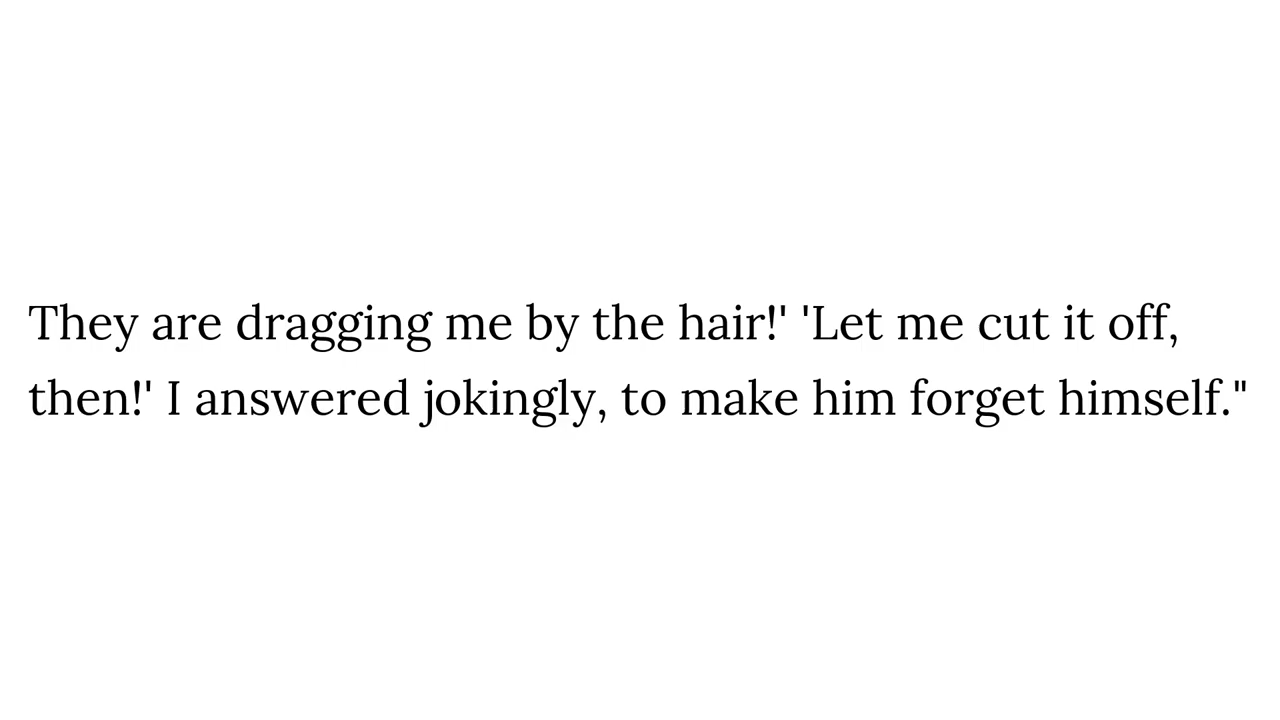 They are dragging me by the hair!' 'Let me cut it off,
then!' I answered jokingly, to make him forget himself."